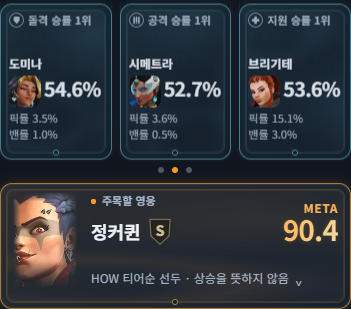 돌격 승률 1위
도미나
54.6%
픽률 3.5%
밴률 1.0%
공격 승률 1위
시메트라
52.7%
픽률 3.6%
밴률 0.5%
지원 승률 1위
브리기테
53.6%
픽률 15.1%
밴률 3.0%
주목할 영웅
정커퀸 S
META
90.4
HOW 티어순 선두 · 상승을 뜻하지 않음